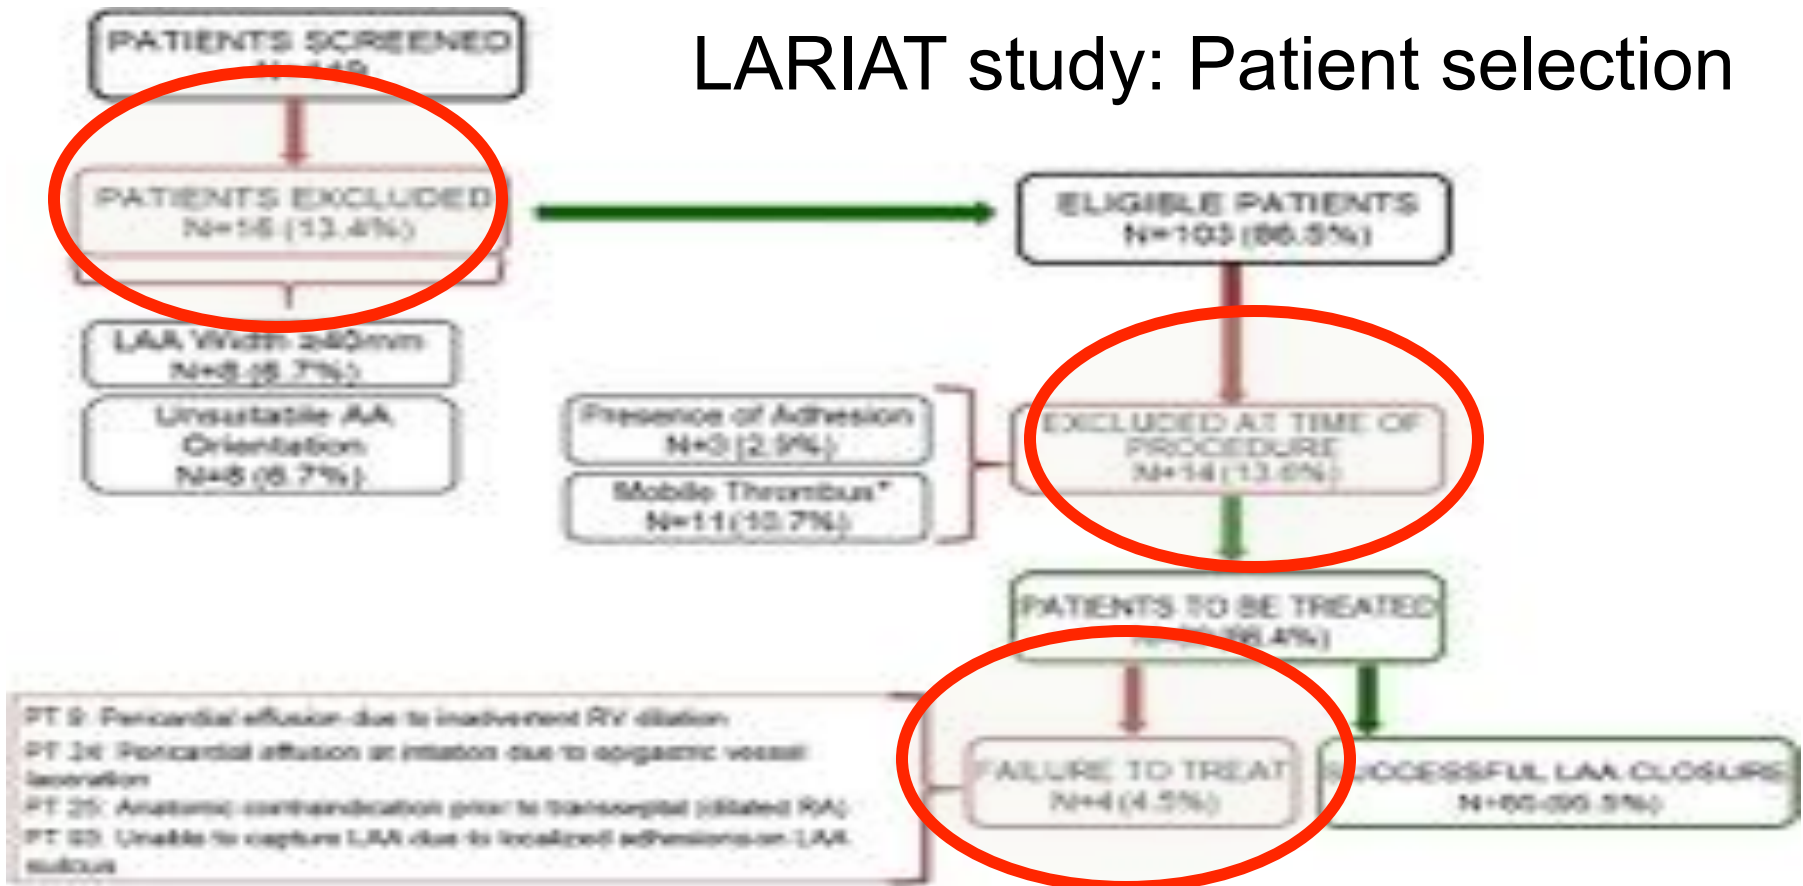 LARIAT study: Patient selection
PATIENTS SCREENED
PATIENTS EXCLUDED
N=16 (13.4%)
ELIGIBLE PATIENTS
N=103 (86.5%)
LAA Width ≥40mm
N=8 (6.7%)
Unsustabile AA
Orientation
N=8 (6.7%)
Presence of Adhesion
N=3 (2.9%)
Mobile Thrombus*
N=11 (10.7%)
EXCLUDED AT TIME OF
PROCEDURE
N=14 (13.6%)
PATIENTS TO BE TREATED
PT 9: Pericardial effusion due to inadvertent RV dilation
PT 24: Pericardial effusion at due to epigastric vessel
laceration
PT 25: Anatomic contraindication prior to transseptal (dilated RA)
Unable to capture LAA due to localized adhesions on LAA
sulcus
FAILURE TO TREAT
N=4 (4.5%)
SUCCESSFUL LAA CLOSURE
(95.5%)